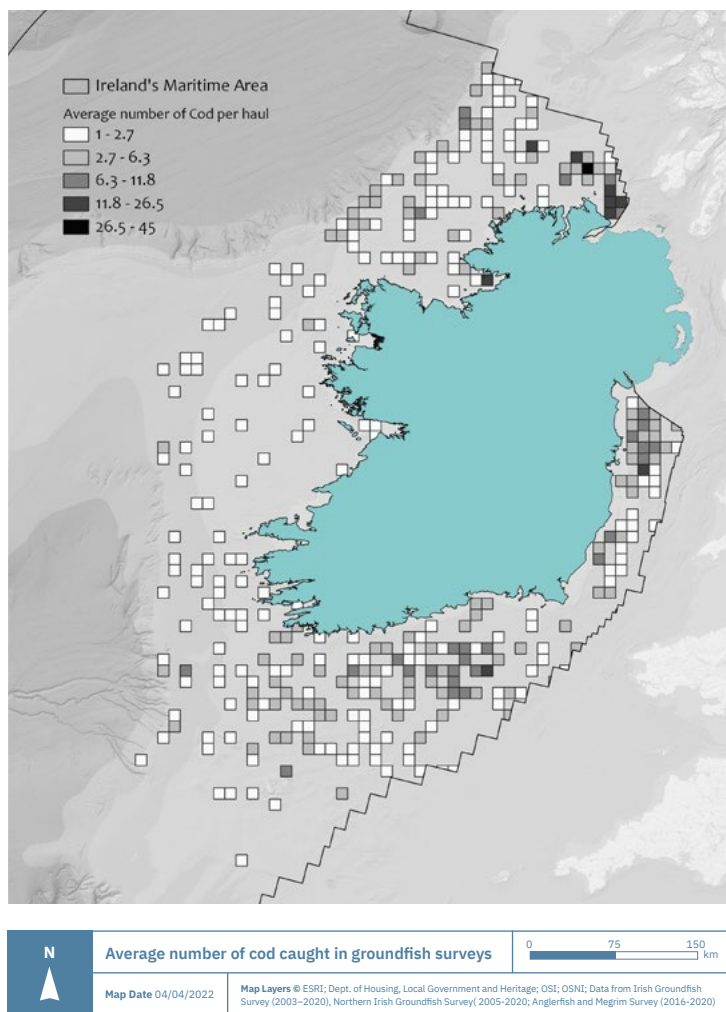 Ireland's Maritime Area
Average number of Cod per haul
1 - 2.7
2.7 - 6.3
6.3 - 11.8
11.8 - 26.5
26.5 - 45
N
Average number of cod caught in groundfish surveys
0 75 150
km
Map Date 04/04/2022
Map Layers © ESRI; Dept. of Housing, Local Government and Heritage; OSI; OSNI; Data from Irish Groundfish
Survey (2003–2020), Northern Irish Groundfish Survey( 2005-2020; Anglerfish and Megrim Survey (2016-2020)